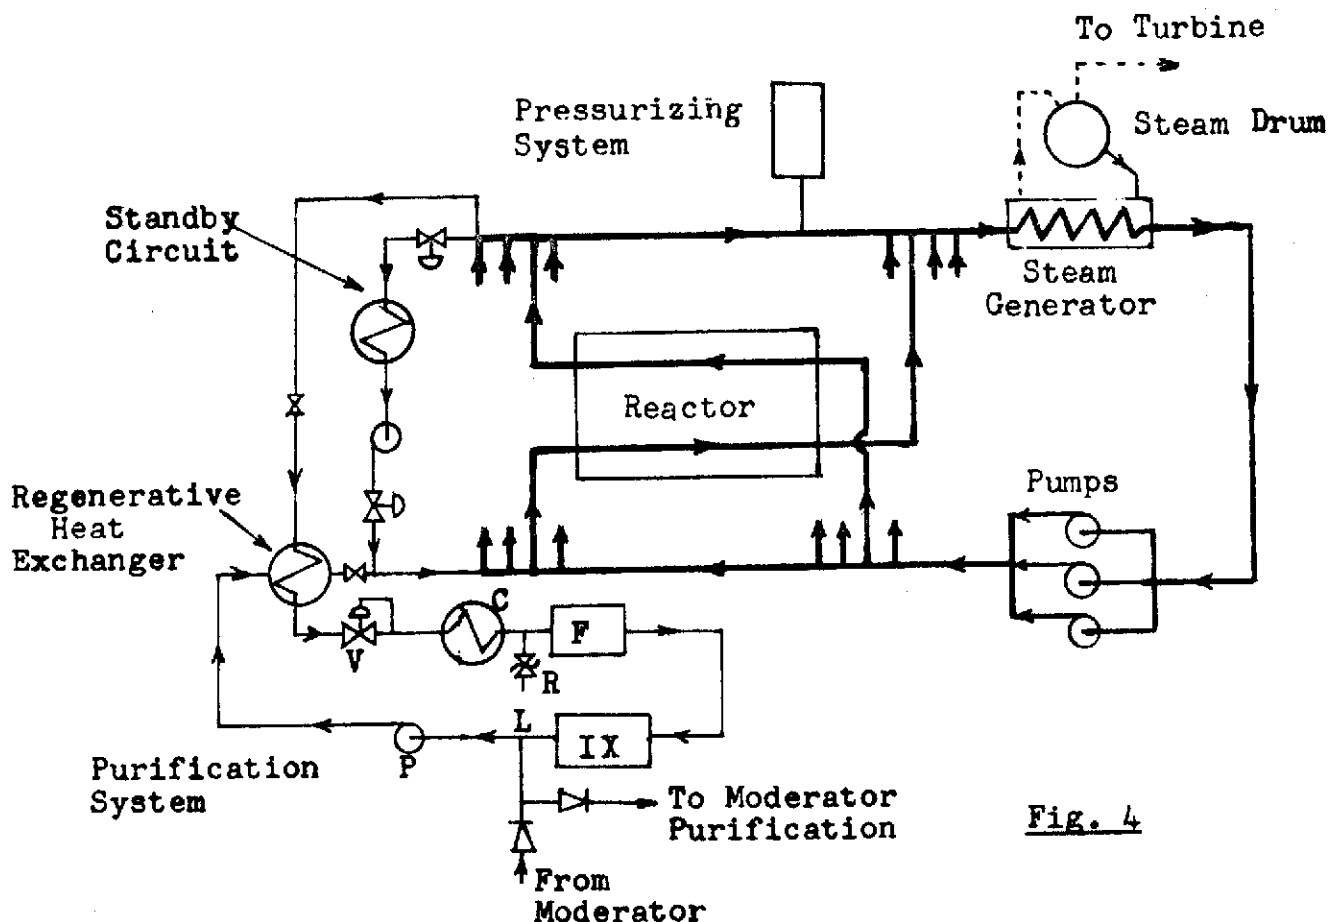 To Turbine
Pressurizing
System
Steam Drum
Standby
Circuit
Steam
Generator
Reactor
Pumps
Regenerative
Heat
Exchanger
C
F
V
R
L
IX
P
Purification
System
To Moderator
Purification
Fig. 4
From
Moderator